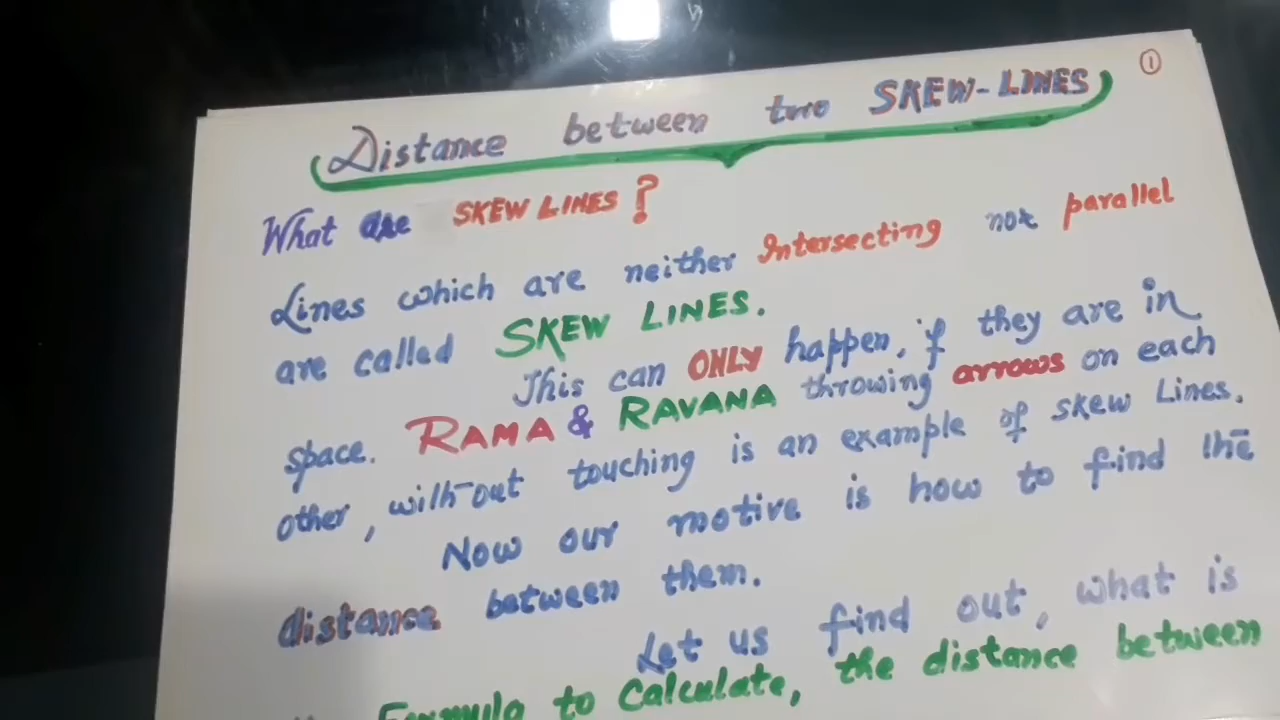 ①
Distance between two SKEW-LINES
What are SKEW LINES?
Lines which are neither Intersecting nor parallel
are called SKEW LINES.
This can ONLY happen, if they are in
space. RAMA & RAVANA throwing arrows on each
other, with-out touching is an example of skew Lines.
Now our motive is how to find the
distance between them.
Let us find out, what is
Formula to Calculate, the distance between